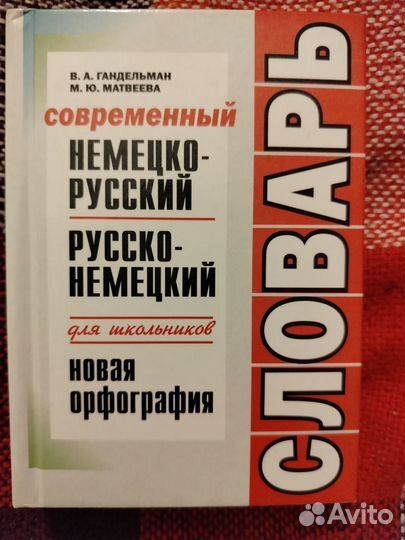 В. А. ГАНДЕЛЬМАН
М. Ю. МАТВЕЕВА
современный
НЕМЕЦКО-
РУССКИЙ
РУССКО-
НЕМЕЦКИЙ
для школьников
новая
орфография
СЛОВАРЬ
Avito